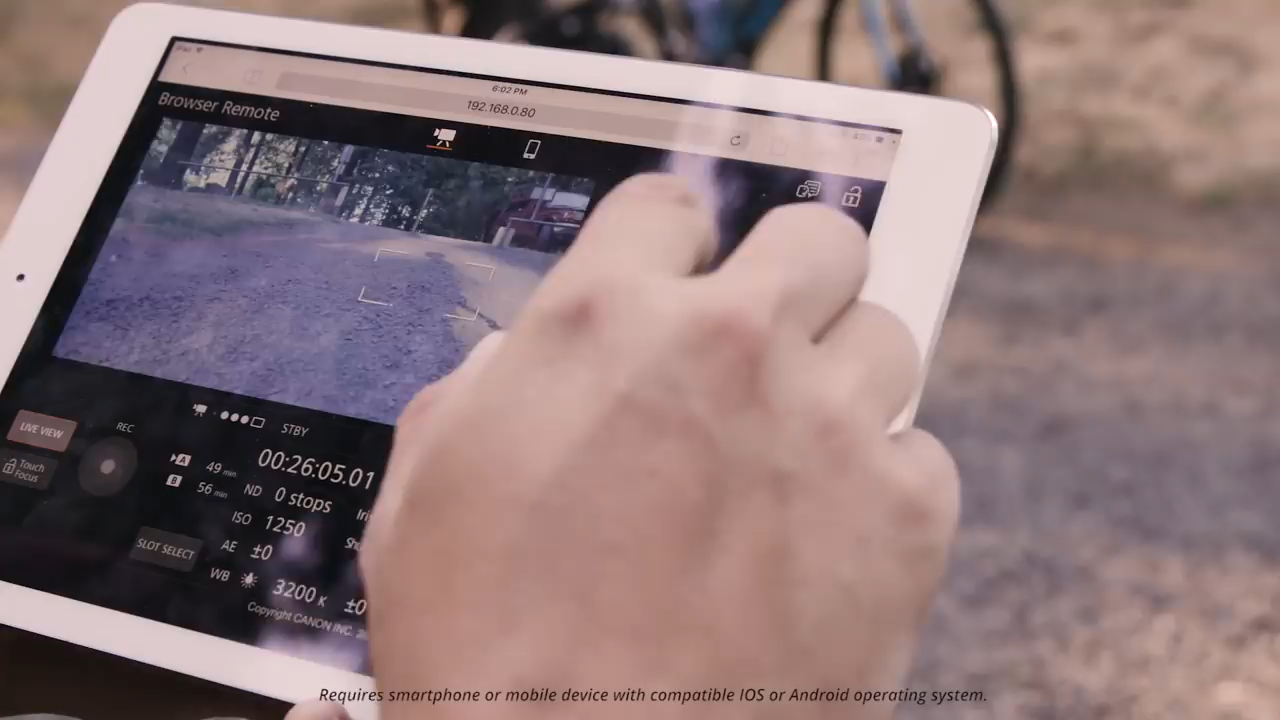 iPad
6:02 PM
192.168.0.80
Browser Remote
LIVE VIEW
REC
STBY
Touch
Focus
A 49 min
00:26:05.01
B 56 min
ND 0 stops
ISO 1250
SLOT SELECT
AE ±0
WB 3200 K ±0
Copyright CANON INC.
Requires smartphone or mobile device with compatible IOS or Android operating system.